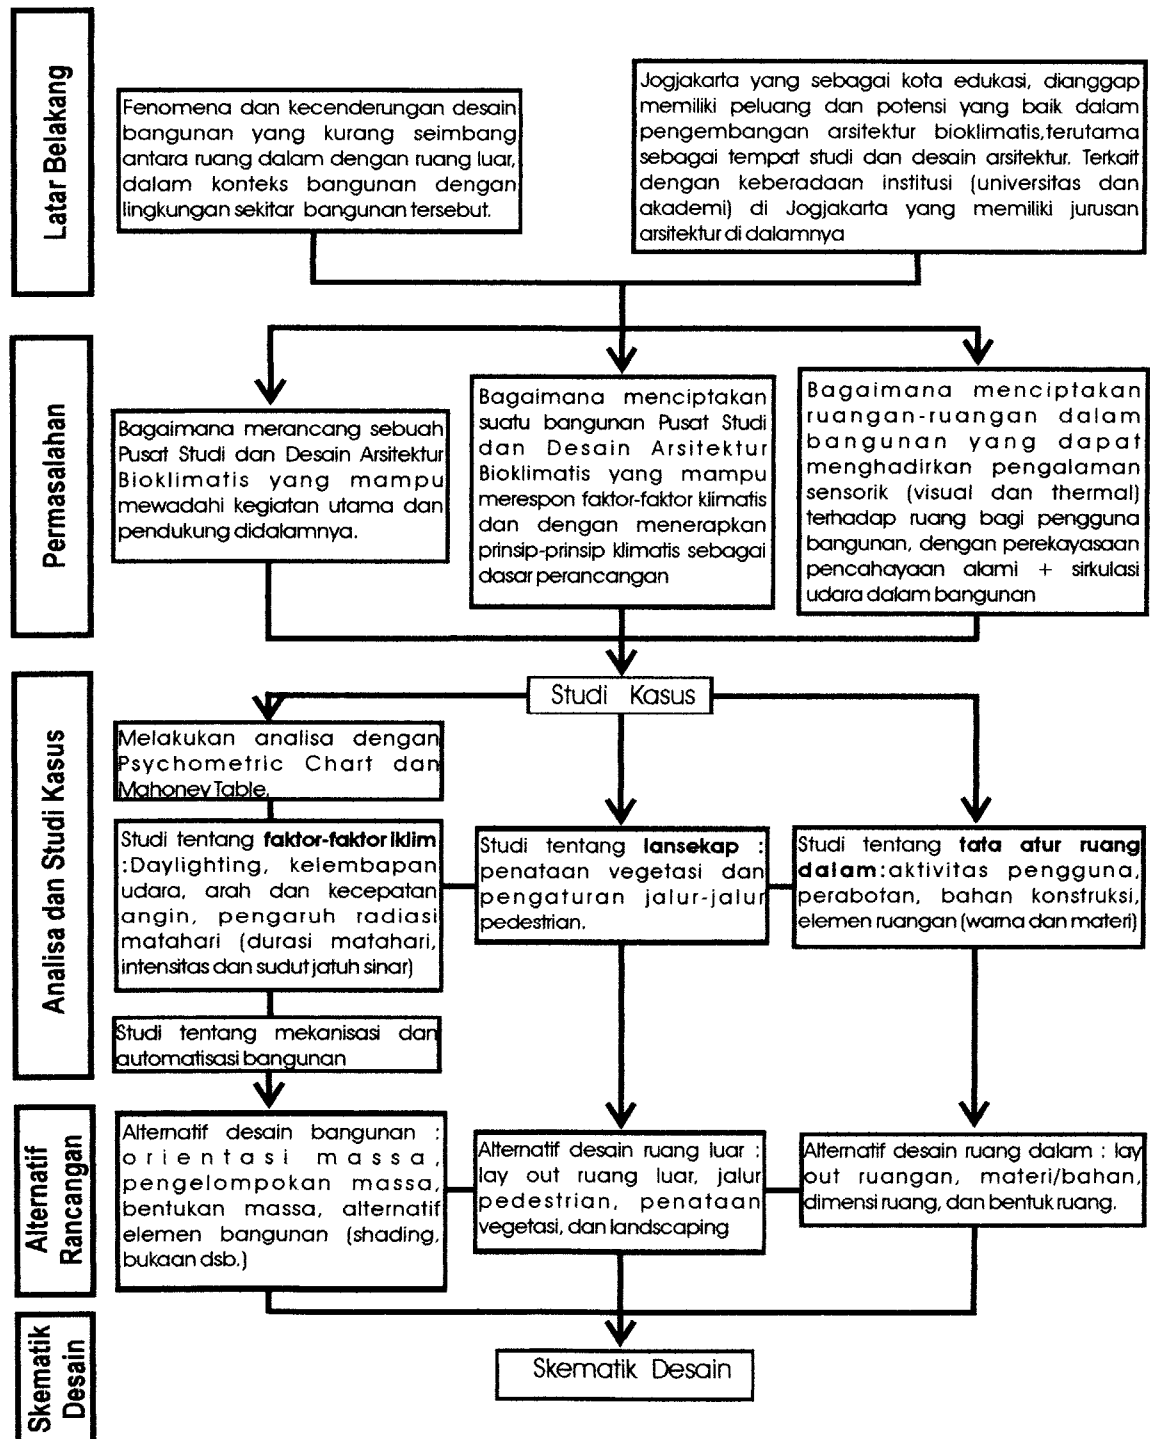 Latar Belakang
Fenomena dan kecenderungan desain
bangunan yang kurang seimbang
antara ruang dalam dengan ruang luar,
dalam konteks bangunan dengan
lingkungan sekitar bangunan tersebut.
Jogjakarta yang sebagai kota edukasi, dianggap
memiliki peluang dan potensi yang baik dalam
pengembangan arsitektur bioklimatis,terutama
sebagai tempat studi dan desain arsitektur. Terkait
dengan keberadaan institusi (universitas dan
akademi) di Jogjakarta yang memiliki jurusan
arsitektur di dalamnya
Permasalahan
Bagaimana merancang sebuah
Pusat Studi dan Desain Arsitektur
Bioklimatis yang mampu
mewadahi kegiatan utama dan
pendukung didalamnya.
Bagaimana menciptakan
suatu bangunan Pusat Studi
dan Desain Arsitektur
Bioklimatis yang mampu
merespon faktor-faktor klimatis
dan dengan menerapkan
prinsip-prinsip klimatis sebagai
dasar perancangan
Bagaimana menciptakan
ruangan-ruangan dalam
bangunan yang dapat
menghadirkan pengalaman
sensorik (visual dan thermal)
terhadap ruang bagi pengguna
bangunan, dengan perekayasaan
pencahayaan alami + sirkulasi
udara dalam bangunan
Analisa dan Studi Kasus
Studi Kasus
Melakukan analisa dengan
Psychometric Chart dan
Mahoney Table.
Studi tentang faktor-faktor iklim
:Daylighting, kelembapan
udara, arah dan kecepatan
angin, pengaruh radiasi
matahari (durasi matahari,
intensitas dan sudut jatuh sinar)
Studi tentang mekanisasi dan
automatisasi bangunan
Studi tentang lansekap :
penataan vegetasi dan
pengaturan jalur-jalur
pedestrian.
Studi tentang tata atur ruang
dalam:aktivitas pengguna,
perabotan, bahan konstruksi,
elemen ruangan (warna dan materi)
Alternatif
Rancangan
Alternatif desain bangunan :
orientasi massa,
pengelompokan massa,
bentukan massa, alternatif
elemen bangunan (shading,
bukaan dsb.)
Alternatif desain ruang luar :
lay out ruang luar, jalur
pedestrian, penataan
vegetasi, dan landscaping
Alternatif desain ruang dalam : lay
out ruangan, materi/bahan,
dimensi ruang, dan bentuk ruang.
Skematik
Desain
Skematik Desain